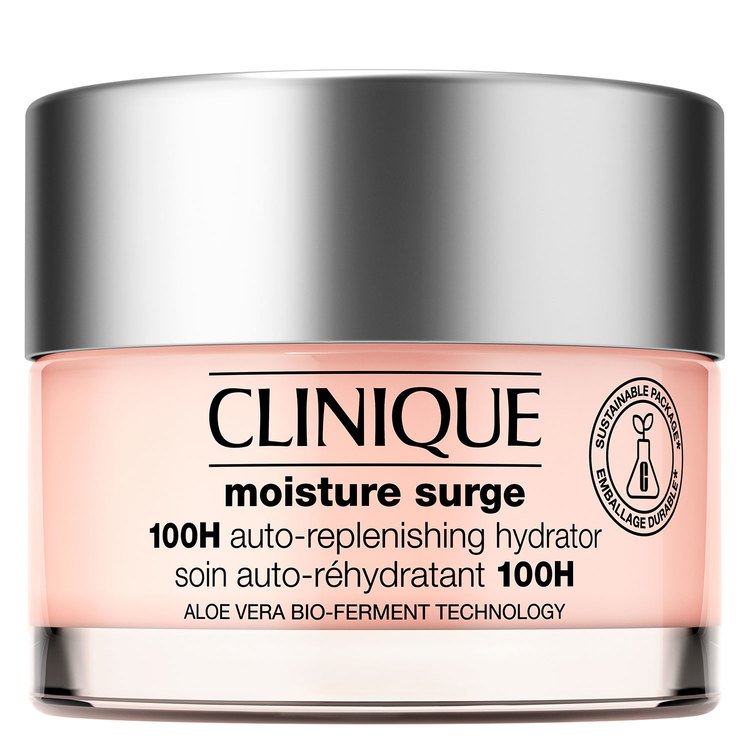 CLINIQUE
moisture surge
100H auto-replenishing hydrator
soin auto-réhydratant 100H
ALOE VERA BIO-FERMENT TECHNOLOGY
SUSTAINABLE PACKAGE*
C
EMBALLAGE DURABLE*